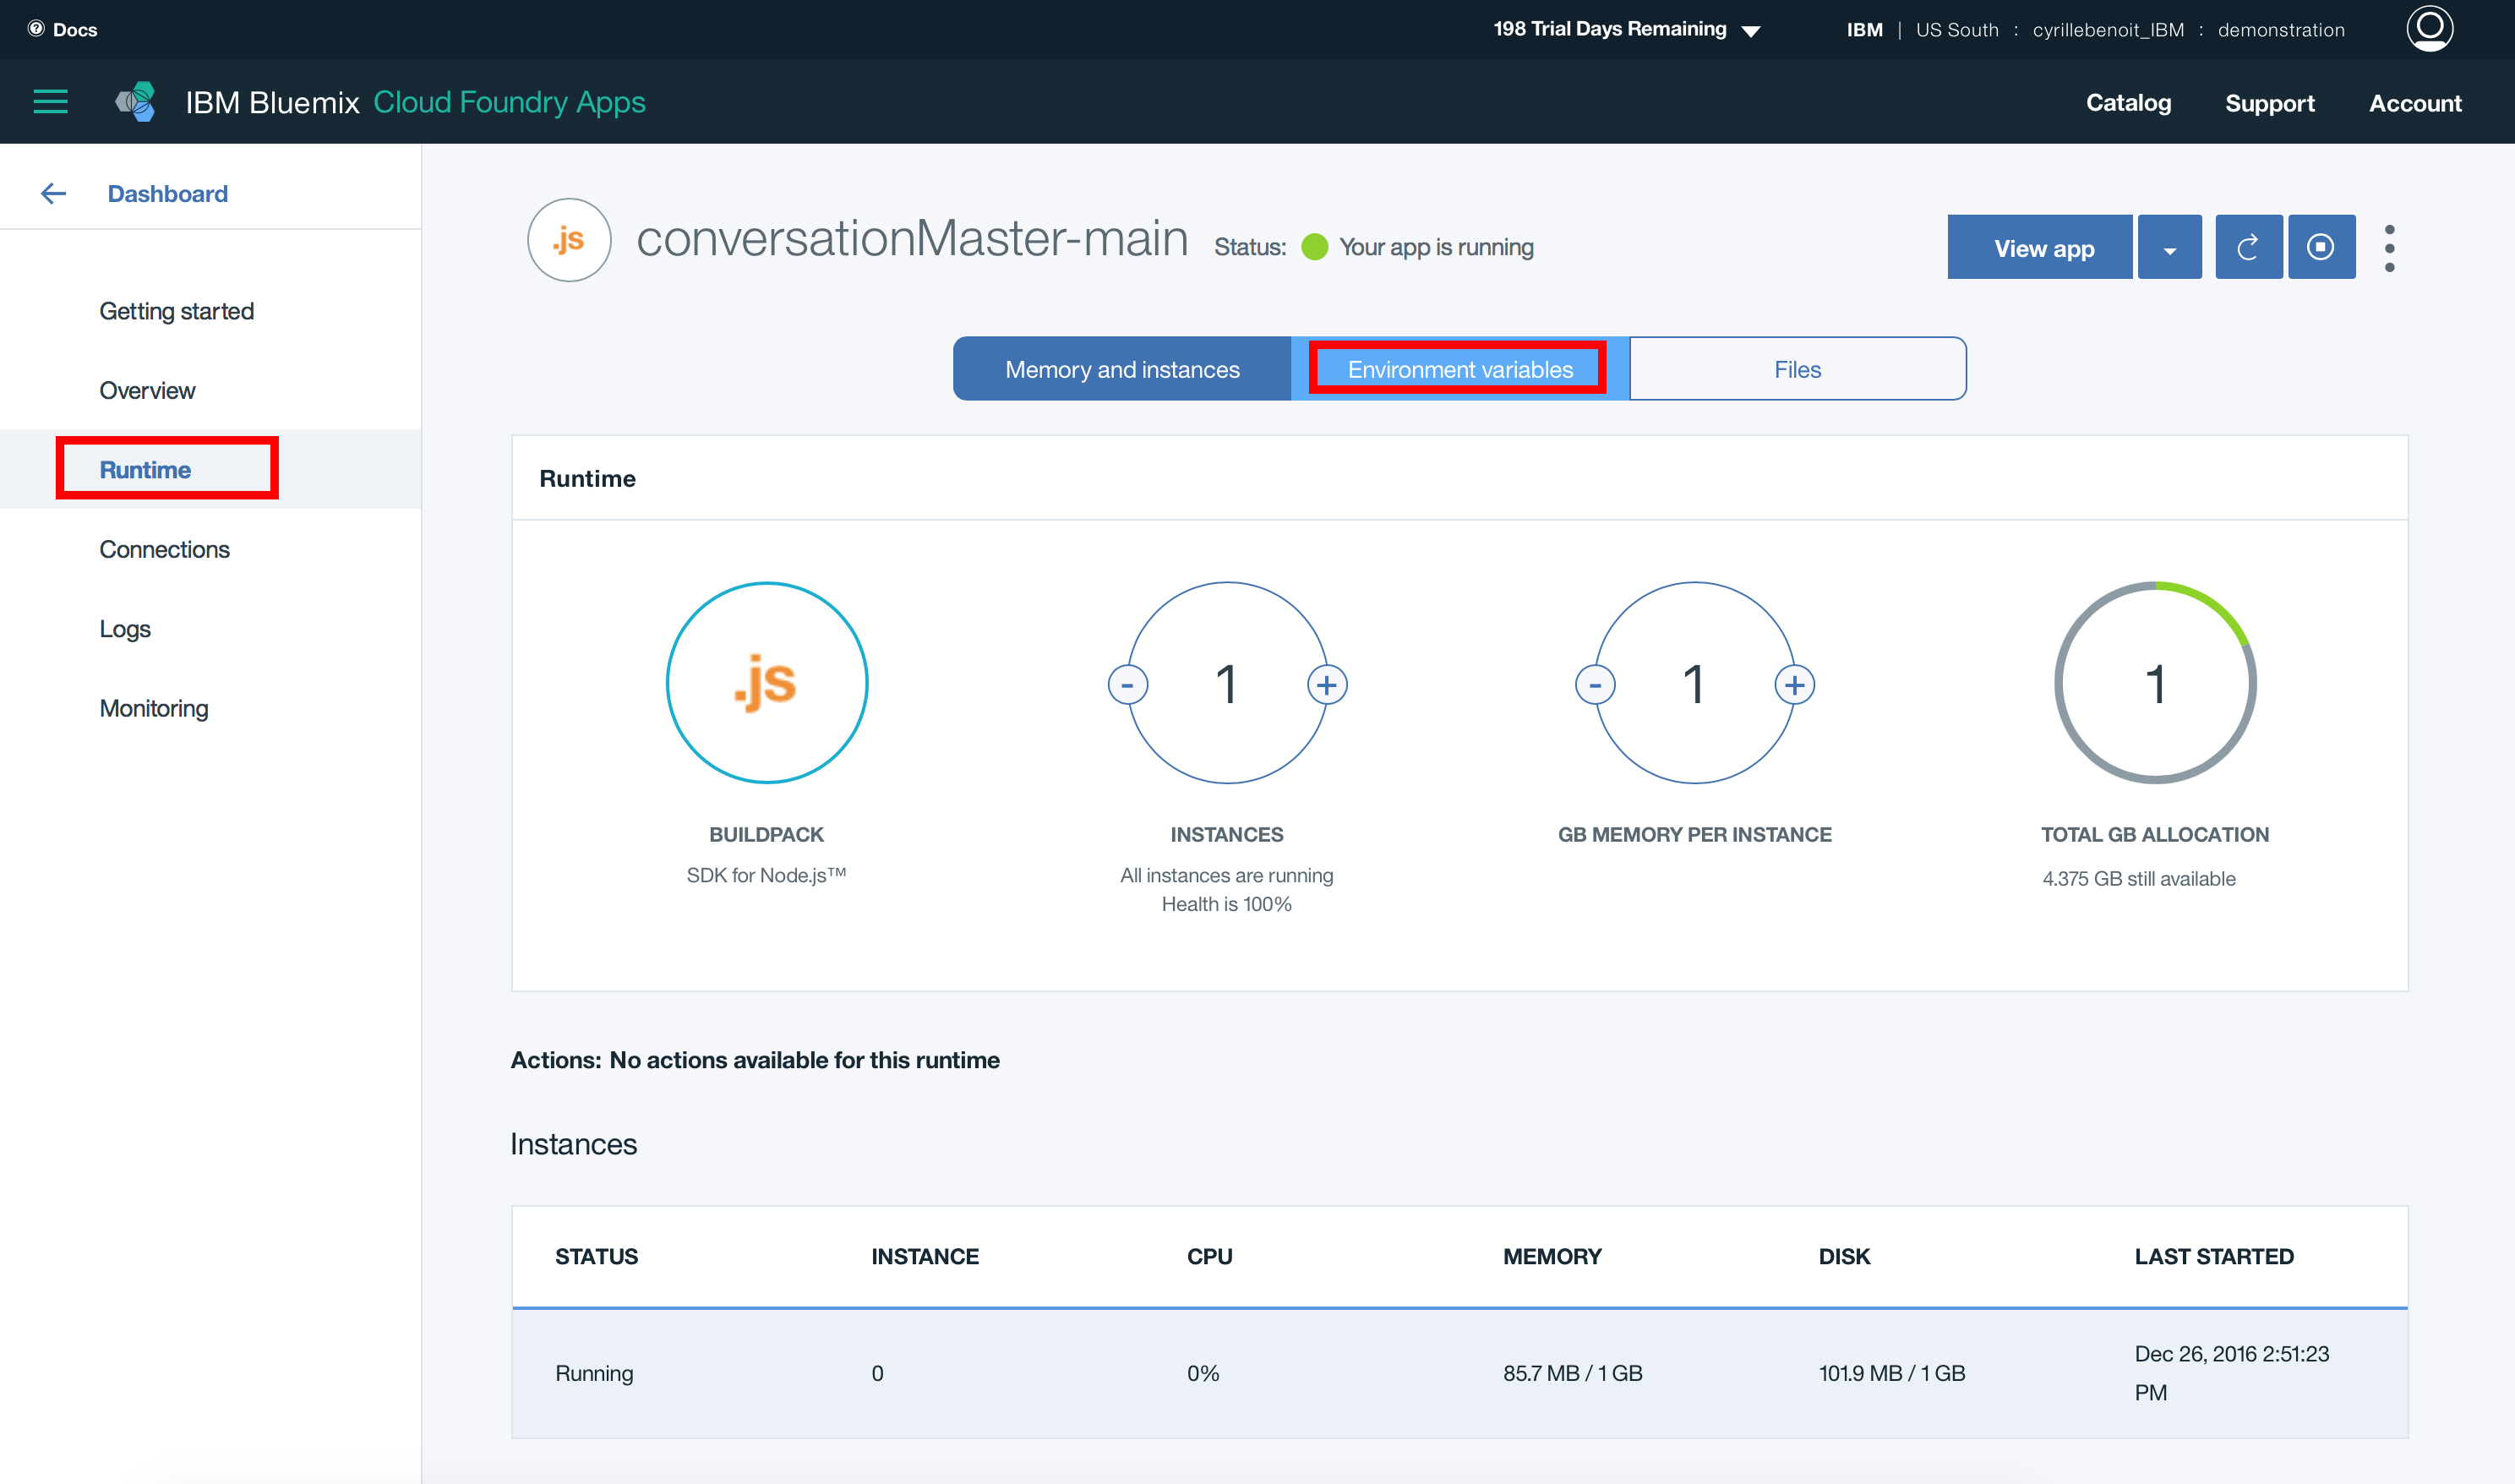 Docs
198 Trial Days Remaining
IBM | US South : cyrillebenoit_IBM : demonstration
IBM Bluemix Cloud Foundry Apps
Catalog Support Account
Dashboard
Getting started
Overview
Runtime
Connections
Logs
Monitoring
.js
conversationMaster-main
Status: Your app is running
View app
Memory and instances
Environment variables
Files
Runtime
.js
- 1 +
- 1 +
1
BUILDPACK
SDK for Node.js™
INSTANCES
All instances are running
Health is 100%
GB MEMORY PER INSTANCE
TOTAL GB ALLOCATION
4.375 GB still available
Actions: No actions available for this runtime
Instances
STATUS INSTANCE CPU MEMORY DISK LAST STARTED
Running 0 0% 85.7 MB / 1 GB 101.9 MB / 1 GB Dec 26, 2016 2:51:23
PM